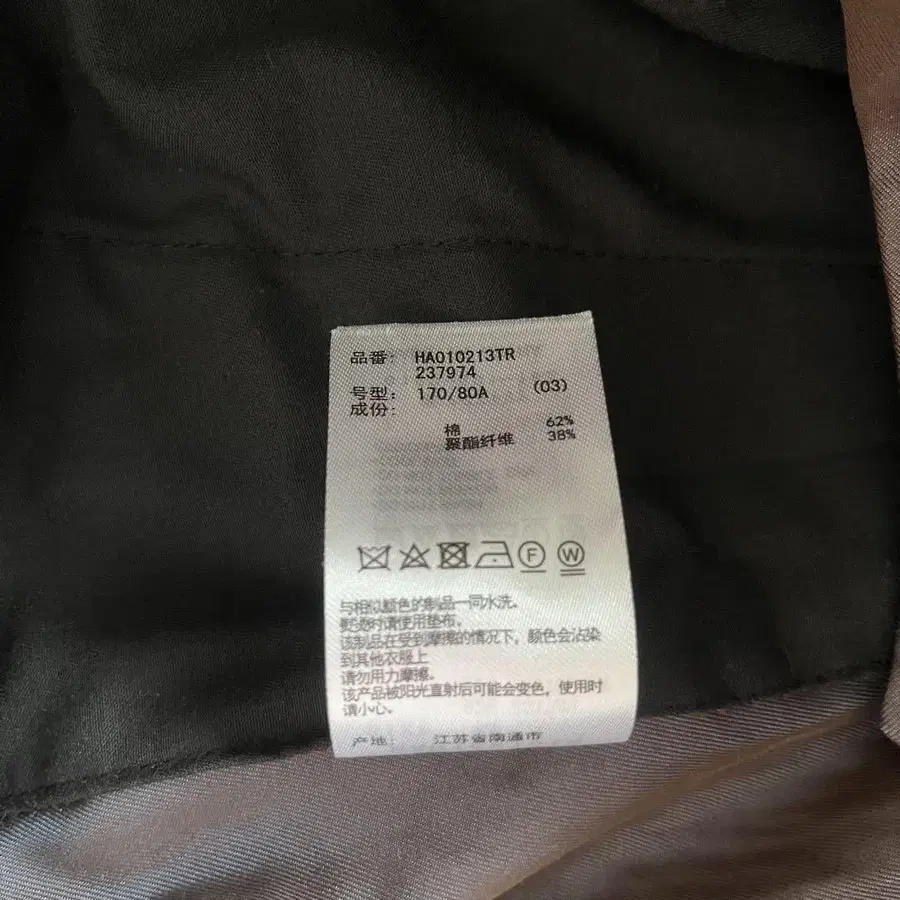 品番: HA010213TR
237974
号型: 170/80A (03)
成份:
棉 62%
聚酯纤维 38%
F W
与相似颜色的制品一同水洗。
熨烫时请使用垫布。
该制品在受到摩擦的情况下，颜色会沾染
到其他衣服上
请勿用力摩擦。
该产品被阳光直射后可能会变色，使用时
请小心。
产地: 江苏省南通市